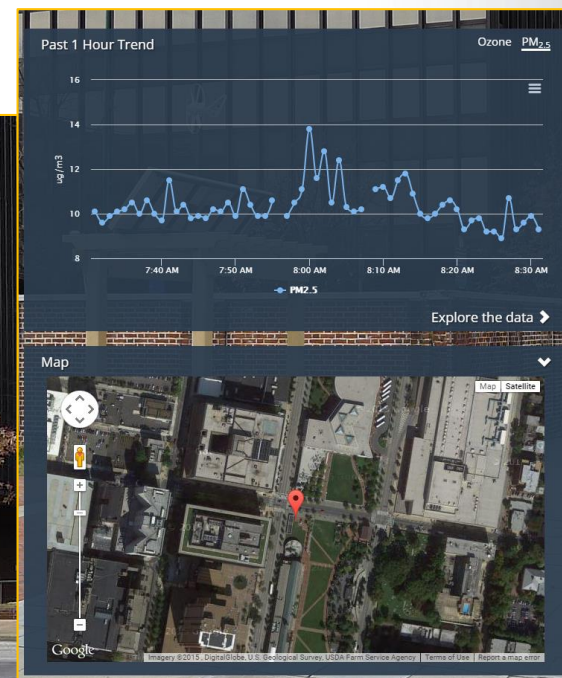 Past 1 Hour Trend
Ozone PM2.5
16
14
12
10
8
ug/m3
7:40 AM 7:50 AM 8:00 AM 8:10 AM 8:20 AM 8:30 AM
PM2.5
Explore the data
Map
Map Satellite
Google
Imagery ©2015 , DigitalGlobe, U.S. Geological Survey, USDA Farm Service Agency Terms of Use Report a map error